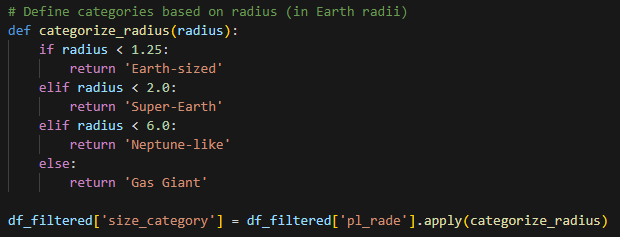 # Define categories based on radius (in Earth radii)
def categorize_radius(radius):
    if radius < 1.25:
        return 'Earth-sized'
    elif radius < 2.0:
        return 'Super-Earth'
    elif radius < 6.0:
        return 'Neptune-like'
    else:
        return 'Gas Giant'

df_filtered['size_category'] = df_filtered['pl_rade'].apply(categorize_radius)